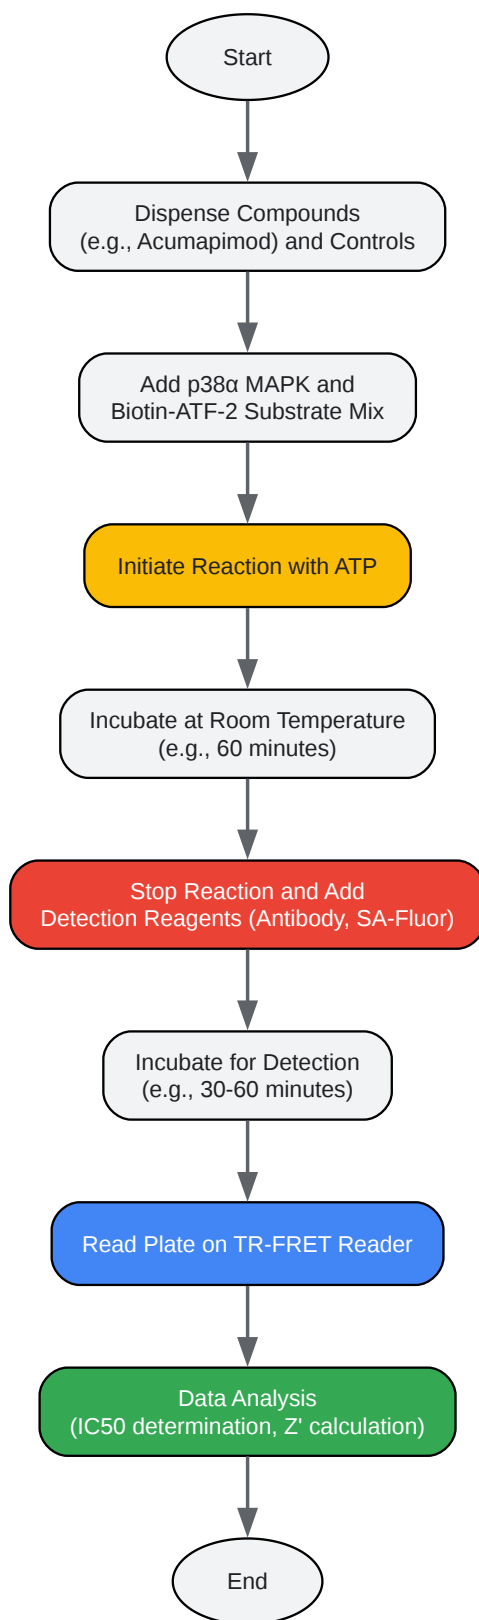 Start
Dispense Compounds
(e.g., Acumapimod) and Controls
Add p38α MAPK and
Biotin-ATF-2 Substrate Mix
Initiate Reaction with ATP
Incubate at Room Temperature
(e.g., 60 minutes)
Stop Reaction and Add
Detection Reagents (Antibody, SA-Fluor)
Incubate for Detection
(e.g., 30-60 minutes)
Read Plate on TR-FRET Reader
Data Analysis
(IC50 determination, Z' calculation)
End